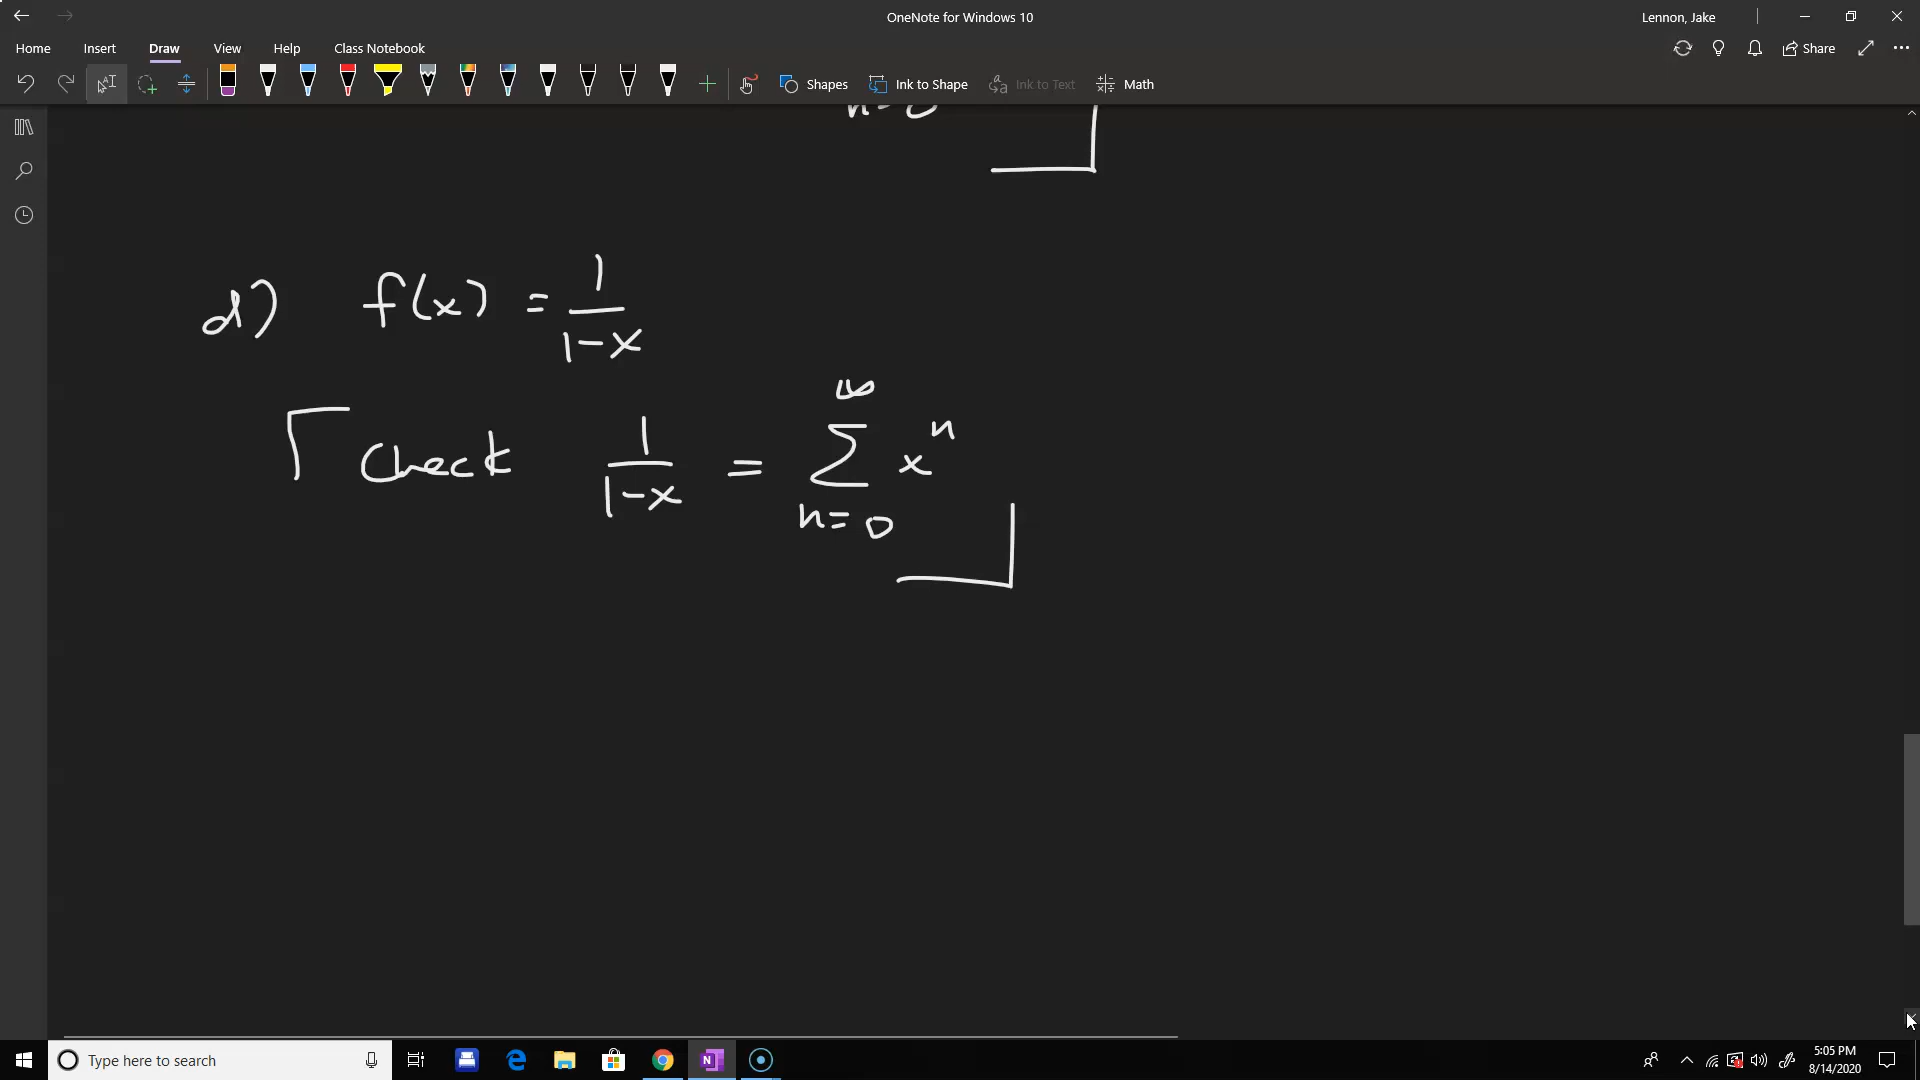 OneNote for Windows 10
Lennon, Jake
Home Insert Draw View Help Class Notebook
Share
Shapes Ink to Shape Ink to Text Math
n=0
d) f(x) = 1/(1-x)
Check 1/(1-x) = ∑_{n=0}^{∞} x^n
Type here to search
5:05 PM
8/14/2020